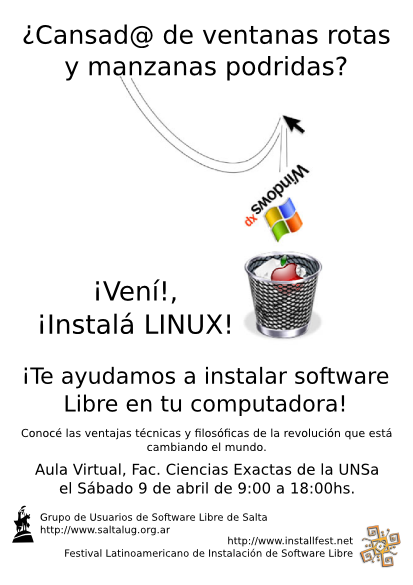 ¿Cansad@ de ventanas rotas
y manzanas podridas?
Windows
xp
¡Vení!,
¡Instalá LINUX!
¡Te ayudamos a instalar software
Libre en tu computadora!
Conocé las ventajas técnicas y filosóficas de la revolución que está
cambiando el mundo.
Aula Virtual, Fac. Ciencias Exactas de la UNSa
el Sábado 9 de abril de 9:00 a 18:00hs.
Grupo de Usuarios de Software Libre de Salta
http://www.saltalug.org.ar
http://www.installfest.net
Festival Latinoamericano de Instalación de Software Libre